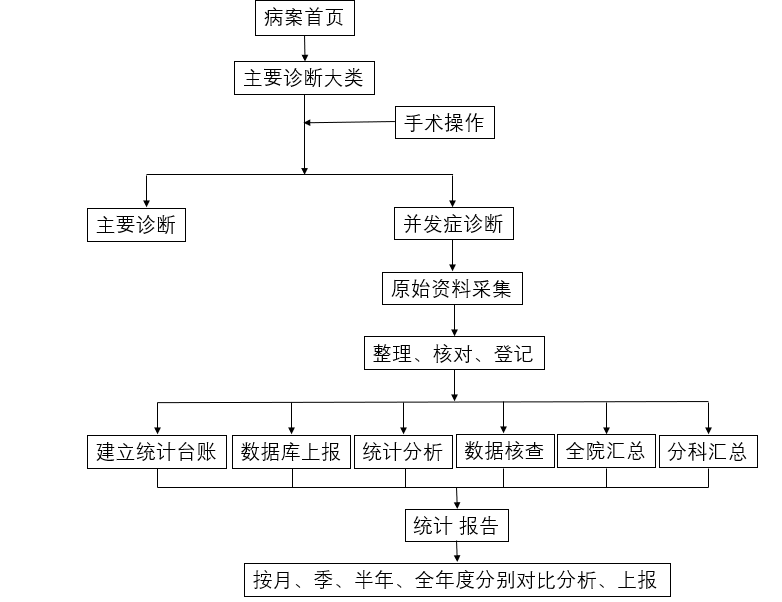 病案首页
主要诊断大类
手术操作
主要诊断
并发症诊断
原始资料采集
整理、核对、登记
建立统计台账
数据库上报
统计分析
数据核查
全院汇总
分科汇总
统计 报告
按月、季、半年、全年度分别对比分析、上报